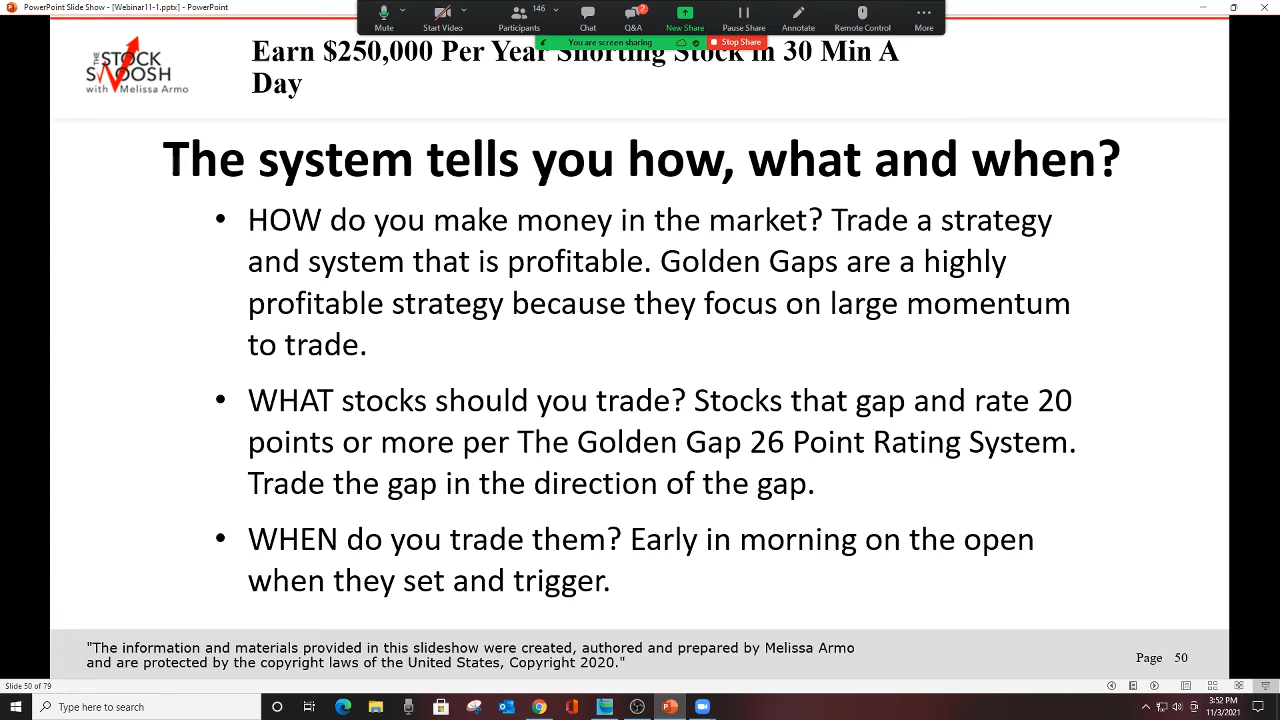 PowerPoint Slide Show - [Webinar11-1.pptx] - PowerPoint
146
2
Mute
Start Video
Participants
Chat
Q&A
New Share
Pause Share
Annotate
Remote Control
More
You are screen sharing
Stop Share
THE STOCK
SWOOSH
with Melissa Armo
Earn $250,000 Per Year Shorting Stock in 30 Min A
Day
The system tells you how, what and when?
• HOW do you make money in the market? Trade a strategy
and system that is profitable. Golden Gaps are a highly
profitable strategy because they focus on large momentum
to trade.
• WHAT stocks should you trade? Stocks that gap and rate 20
points or more per The Golden Gap 26 Point Rating System.
Trade the gap in the direction of the gap.
• WHEN do you trade them? Early in morning on the open
when they set and trigger.
"The information and materials provided in this slideshow were created, authored and prepared by Melissa Armo
and are protected by the copyright laws of the United States, Copyright 2020."
Page 50
Slide 50 of 79
Type here to search
3:52 PM
11/3/2021